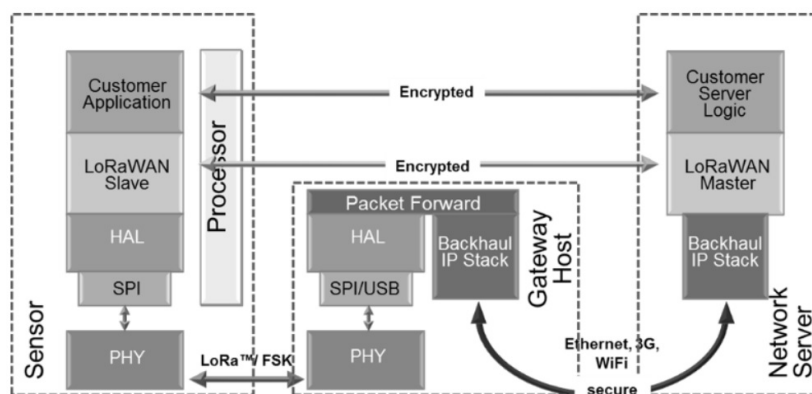 Customer
Application
LoRaWAN
Slave
HAL
SPI
PHY
Processor
Sensor
Encrypted
Encrypted
LoRa™/ FSK
Packet Forward
HAL
SPI/USB
PHY
Backhaul
IP Stack
Gateway
Host
Ethernet, 3G,
WiFi
secure
Customer
Server
Logic
LoRaWAN
Master
Backhaul
IP Stack
Network
Server